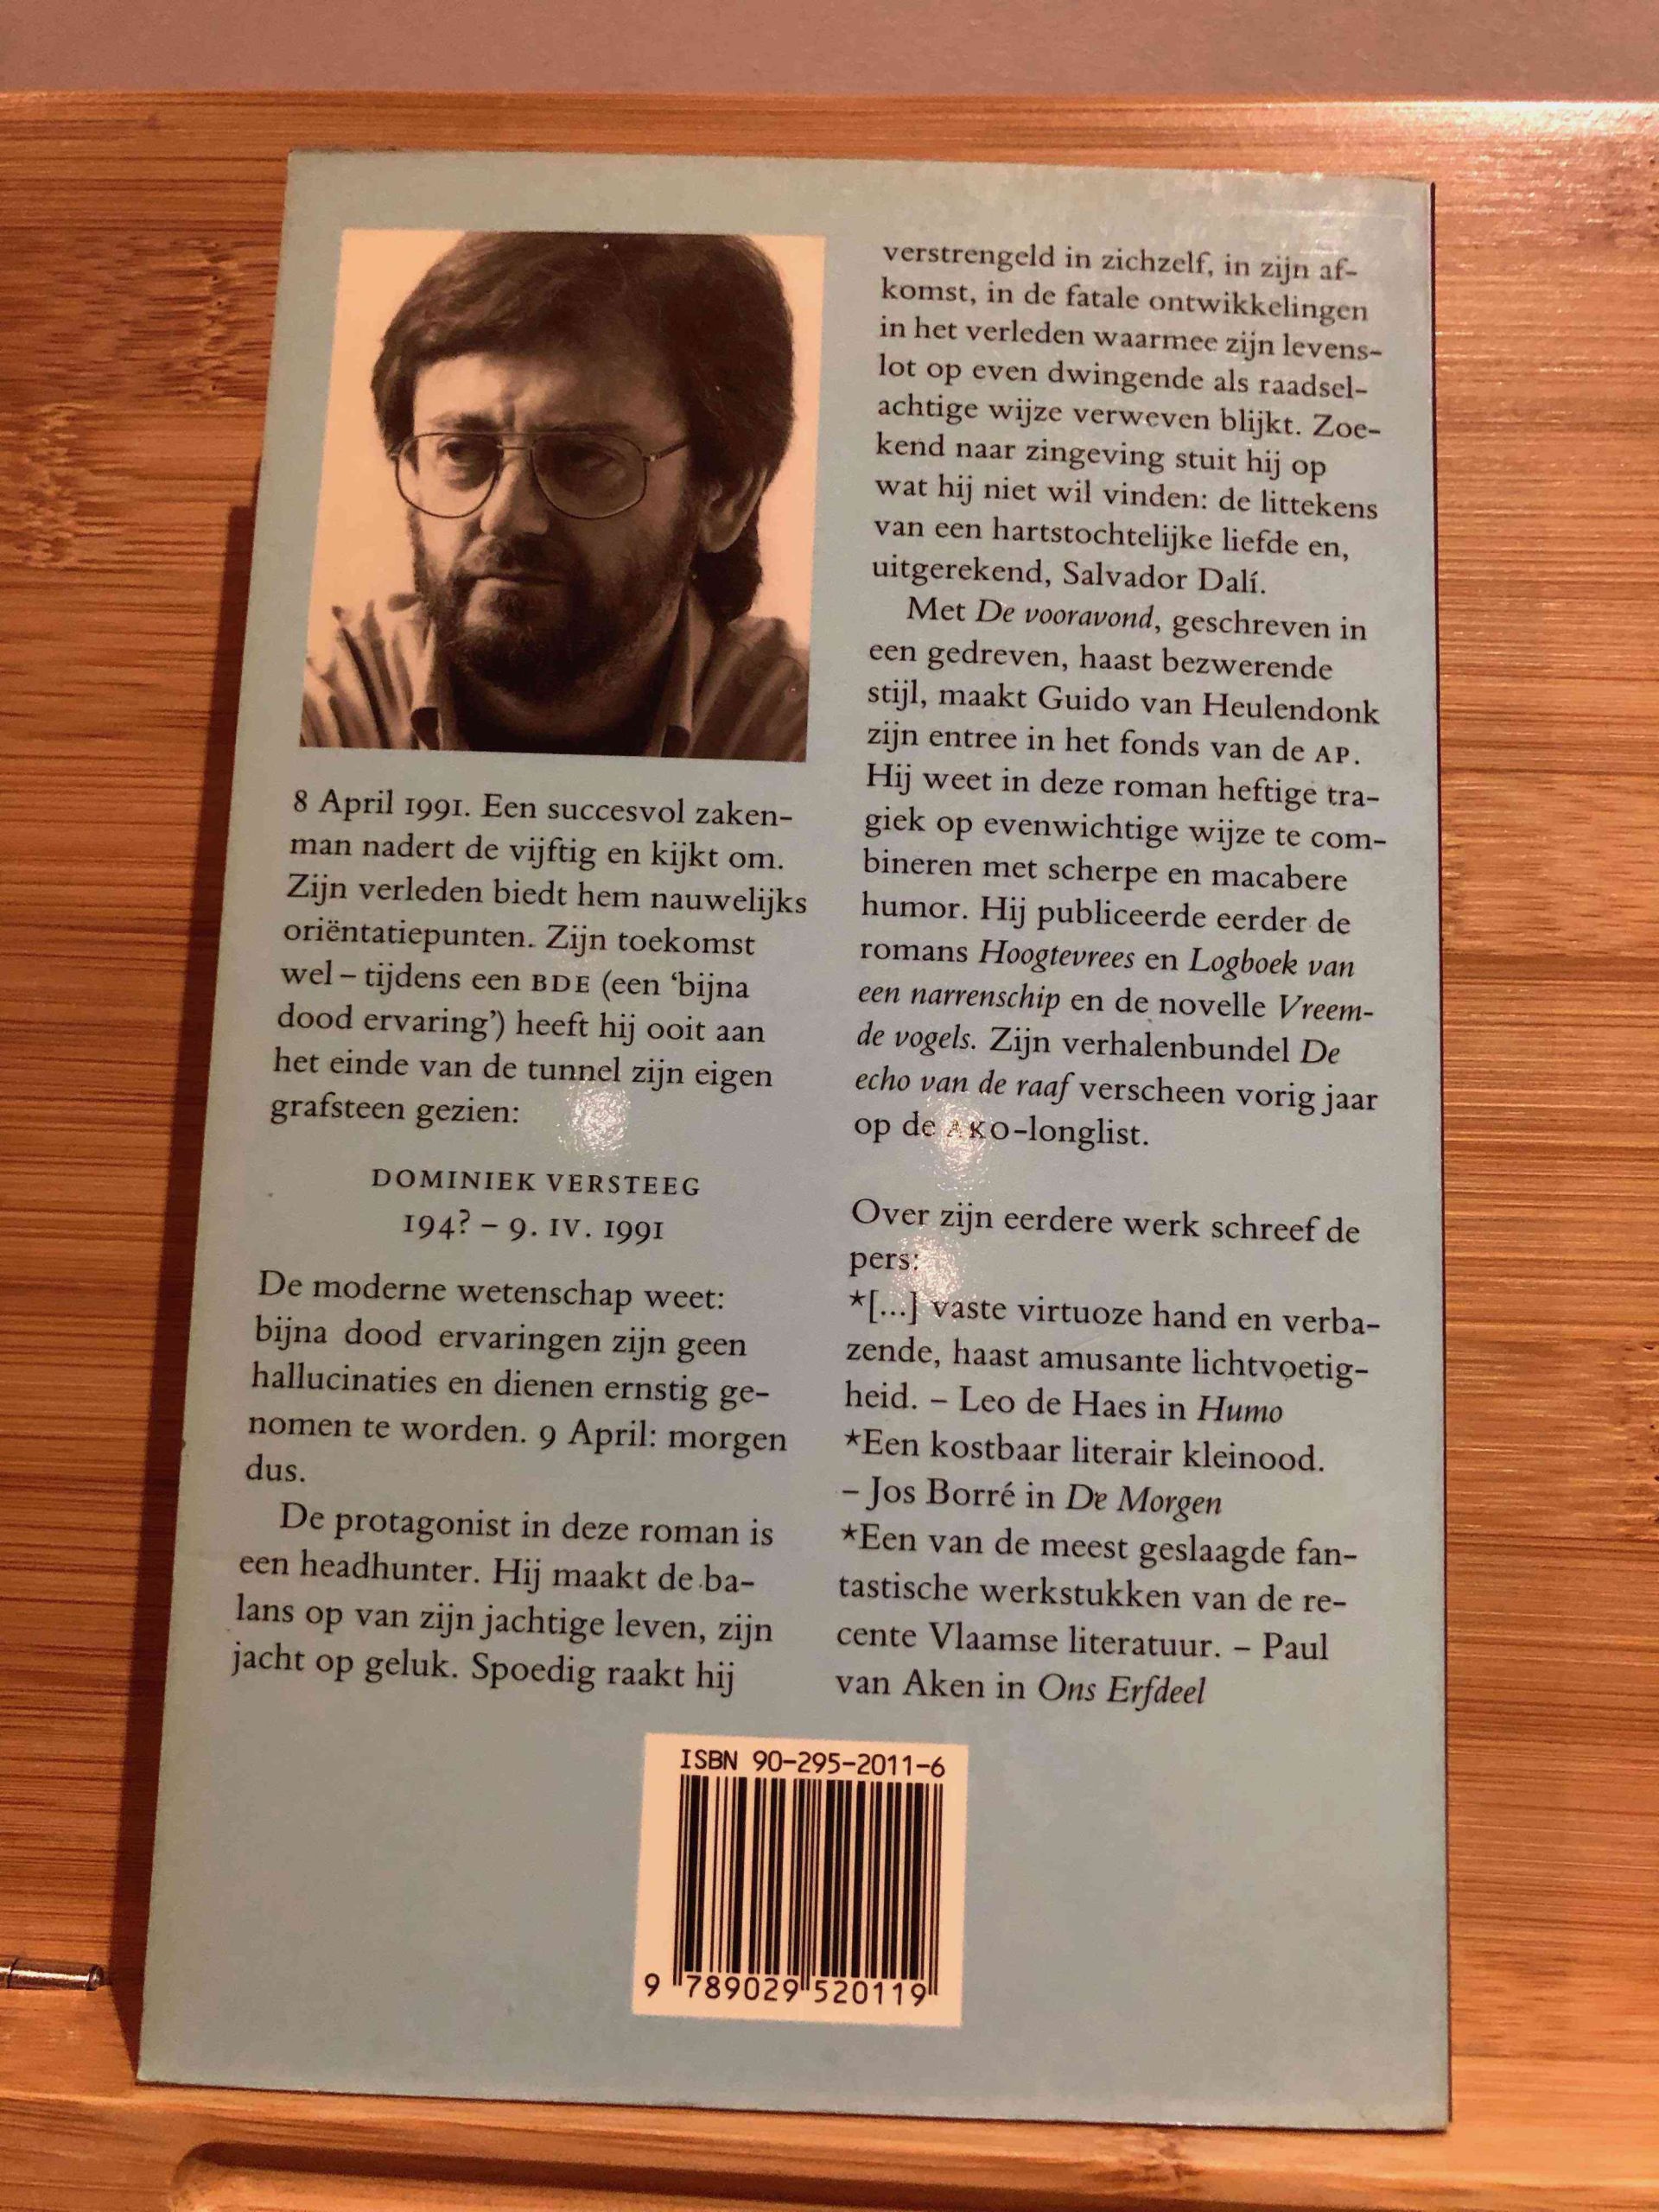 8 April 1991. Een succesvol zaken-
man nadert de vijftig en kijkt om.
Zijn verleden biedt hem nauwelijks
oriëntatiepunten. Zijn toekomst
wel – tijdens een BDE (een ‘bijna
dood ervaring’) heeft hij ooit aan
het einde van de tunnel zijn eigen
grafsteen gezien:
DOMINIEK VERSTEEG
194? – 9. IV. 1991
De moderne wetenschap weet:
bijna dood ervaringen zijn geen
hallucinaties en dienen ernstig ge-
nomen te worden. 9 April: morgen
dus.
De protagonist in deze roman is
een headhunter. Hij maakt de ba-
lans op van zijn jachtige leven, zijn
jacht op geluk. Spoedig raakt hij
verstrengeld in zichzelf, in zijn af-
komst, in de fatale ontwikkelingen
in het verleden waarmee zijn levens-
lot op even dwingende als raadsel-
achtige wijze verweven blijkt. Zoe-
kend naar zingeving stuit hij op
wat hij niet wil vinden: de littekens
van een hartstochtelijke liefde en,
uitgerekend, Salvador Dalí.
Met De vooravond, geschreven in
een gedreven, haast bezwerende
stijl, maakt Guido van Heulendonk
zijn entree in het fonds van de AP.
Hij weet in deze roman heftige tra-
giek op evenwichtige wijze te com-
bineren met scherpe en macabere
humor. Hij publiceerde eerder de
romans Hoogtevrees en Logboek van
een narrenschip en de novelle Vreem-
de vogels. Zijn verhalenbundel De
echo van de raaf verscheen vorig jaar
op de AKO-longlist.
Over zijn eerdere werk schreef de
pers:
*[...] vaste virtuoze hand en verba-
zende, haast amusante lichtvoetig-
heid. – Leo de Haes in Humo
*Een kostbaar literair kleinood.
– Jos Borré in De Morgen
*Een van de meest geslaagde fan-
tastische werkstukken van de re-
cente Vlaamse literatuur. – Paul
van Aken in Ons Erfdeel
ISBN 90-295-2011-6
9 789029 520119